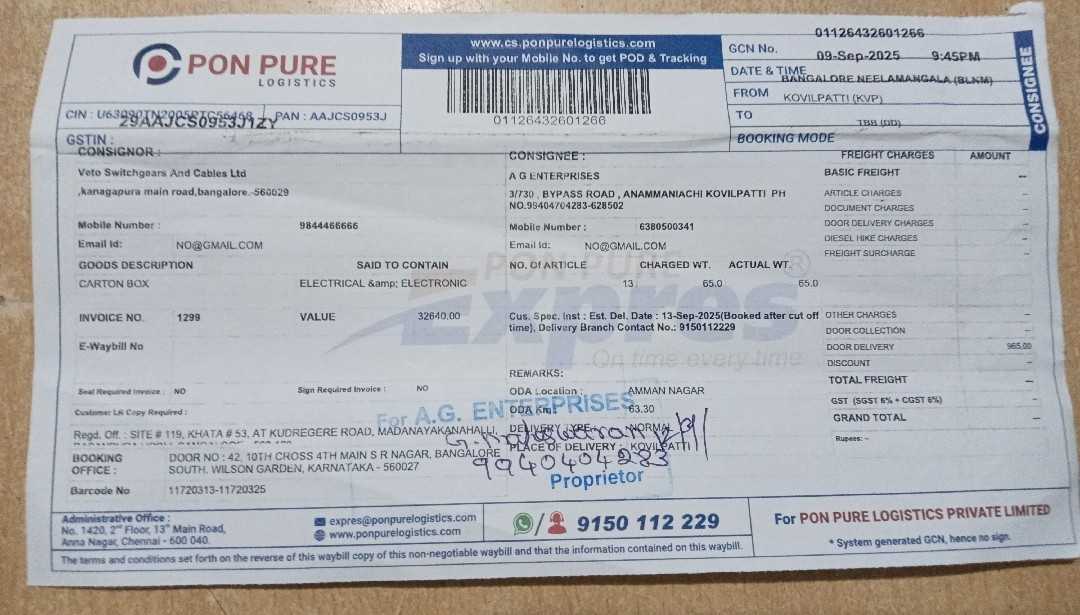 PON PURE
LOGISTICS
www.cs.ponpurelogistics.com
Sign up with your Mobile No. to get POD & Tracking
01126432601266
GCN No. 01126432601266
DATE & TIME 09-Sep-2025 9:45PM
FROM BANGALORE NEELAMANGALA (BLKM)
TO KOVILPATTI (KVP)
BOOKING MODE TBB (DD)
CONSIGNEE
CIN : PAN : AAJCS0953J
GSTIN : 29AAJCS0953J1ZY
CONSIGNOR :
Veto Switchgears And Cables Ltd
,kanagapura main road,bangalore.-560029
Mobile Number : 9844466666
Email Id: NO@GMAIL.COM
GOODS DESCRIPTION SAID TO CONTAIN
CARTON BOX ELECTRICAL &amp; ELECTRONIC
INVOICE NO. 1299 VALUE 32640.00
E-Waybill No
Seal Required Invoice : NO Sign Required Invoice : NO
Customer LR Copy Required :
CONSIGNEE :
A G ENTERPRISES
3/730 , BYPASS ROAD , ANAMMANIACHI KOVILPATTI PH
NO.99404704283-628502
Mobile Number : 6380500341
Email Id: NO@GMAIL.COM
NO. Of ARTICLE CHARGED WT. ACTUAL WT.
13 65.0 65.0
PON PURE
Expres ®
On time every time
Cus. Spec. Inst : Est. Del. Date : 13-Sep-2025(Booked after cut off
time), Delivery Branch Contact No.: 9150112229
REMARKS:
ODA Location : AMMAN NAGAR
ODA Km: 63.30
DELIVERY TYPE: NORMAL
PLACE OF DELIVERY : KOVILPATTI
For A.G. ENTERPRISES
9940404283
Proprietor
FREIGHT CHARGES AMOUNT
BASIC FREIGHT --
ARTICLE CHARGES --
DOCUMENT CHARGES --
DOOR DELIVERY CHARGES --
DIESEL HIKE CHARGES --
FREIGHT SURCHARGE --
OTHER CHARGES --
DOOR COLLECTION --
DOOR DELIVERY 965.00
DISCOUNT --
TOTAL FREIGHT --
GST (SGST 6% + CGST 6%) --
GRAND TOTAL --
Rupees: --
Regd. Off : SITE # 119, KHATA # 53, AT KUDREGERE ROAD, MADANAYAKANAHALLI,
BOOKING OFFICE : DOOR NO : 42, 10TH CROSS 4TH MAIN S R NAGAR, BANGALORE
SOUTH. WILSON GARDEN, KARNATAKA - 560027
Barcode No 11720313-11720325
Administrative Office :
No. 1420, 2nd Floor, 13th Main Road,
Anna Nagar, Chennai - 600 040.
expres@ponpurelogistics.com
www.ponpurelogistics.com
/ 9150 112 229
For PON PURE LOGISTICS PRIVATE LIMITED
* System generated GCN, hence no sign.
The terms and conditions set forth on the reverse of this waybill copy of this non-negotiable waybill and that the information contained on this waybill.